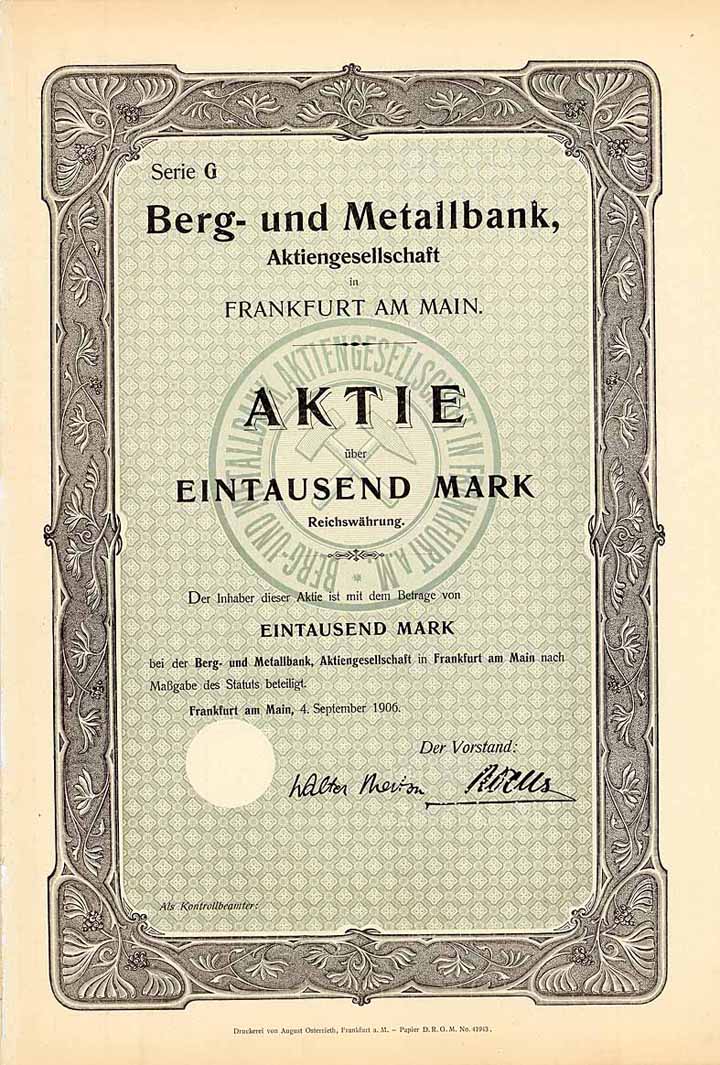 Serie G
Berg- und Metallbank,
Aktiengesellschaft
in
FRANKFURT AM MAIN.
BERG-UND METALLBANK, AKTIENGESELLSCHAFT IN FRANKFURT AM.
AKTIE
über
EINTAUSEND MARK
Reichswährung.
Der Inhaber dieser Aktie ist mit dem Betrage von
EINTAUSEND MARK
bei der Berg- und Metallbank, Aktiengesellschaft in Frankfurt am Main nach
Maßgabe des Statuts beteiligt.
Frankfurt am Main, 4. September 1906.
Der Vorstand:
Walter
Als Kontrollbeamter:
Druckerei von August Osterrieth, Frankfurt a. M. – Papier D. R. G. M. No. 41943.